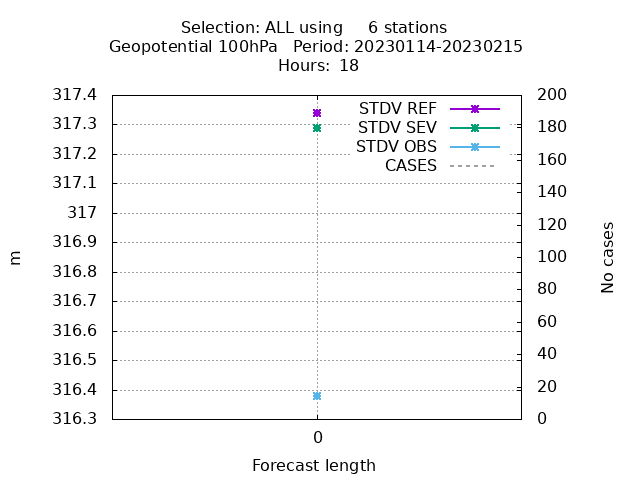 Selection: ALL using     6 stations
Geopotential 100hPa   Period: 20230114-20230215
Hours:  18
317.4
317.3
317.2
317.1
317
316.9
316.8
316.7
316.6
316.5
316.4
316.3
m
STDV REF
STDV SEV
STDV OBS
CASES
200
180
160
140
120
100
80
60
40
20
0
No cases
0
Forecast length